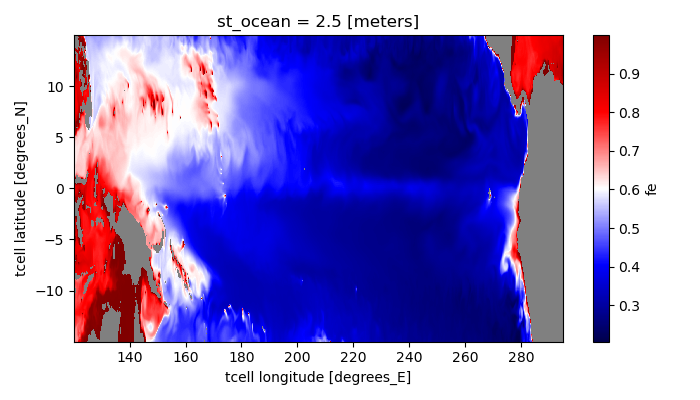 st_ocean = 2.5 [meters]
10
5
0
−5
−10
tcell latitude [degrees_N]
140 160 180 200 220 240 260 280
tcell longitude [degrees_E]
0.9
0.8
0.7
0.6
0.5
0.4
0.3
fe